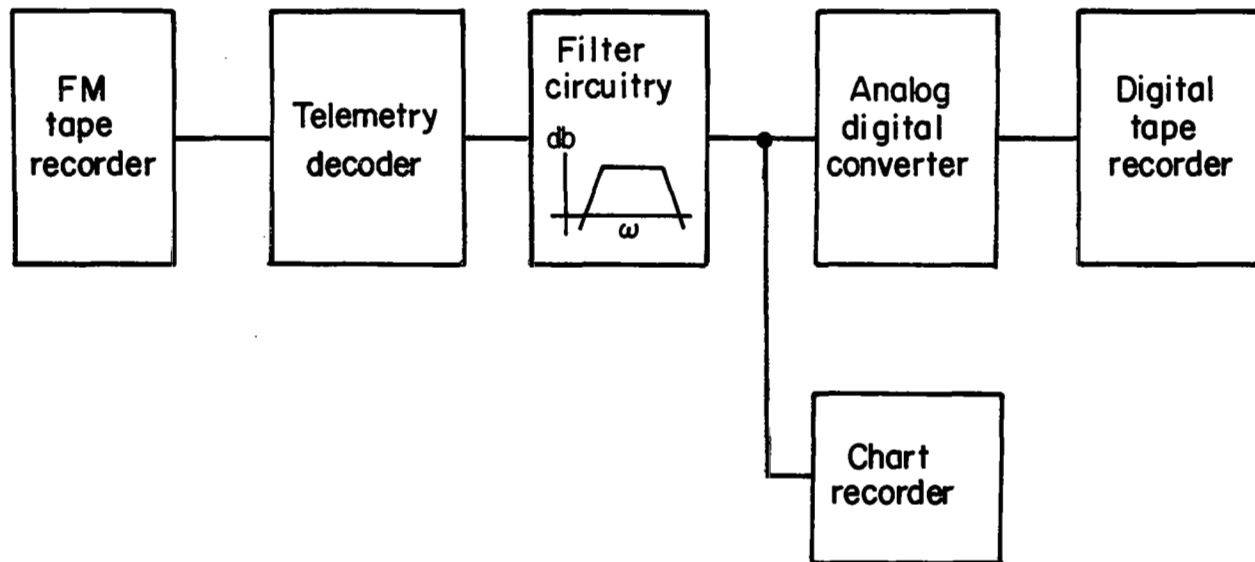 FM
tape
recorder
Telemetry
decoder
Filter
circuitry
db
ω
Analog
digital
converter
Digital
tape
recorder
Chart
recorder